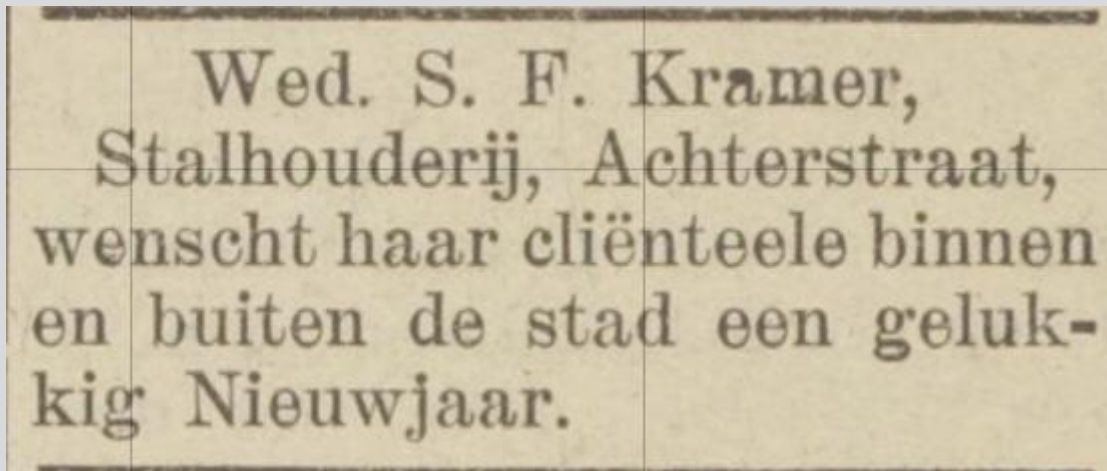 Wed. S. F. Kramer,
Stalhouderij, Achterstraat,
wenscht haar cliënteele binnen
en buiten de stad een geluk-
kig Nieuwjaar.